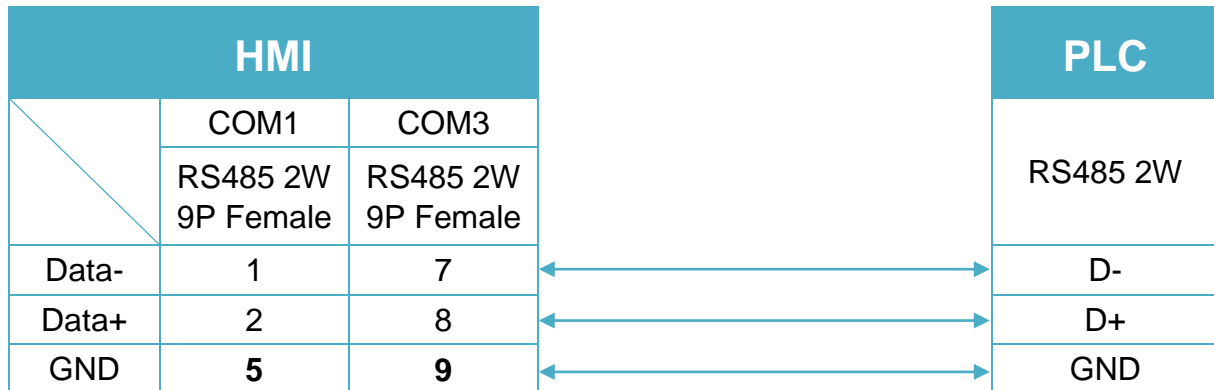 HMI PLC
COM1 COM3
RS485 2W RS485 2W RS485 2W
9P Female 9P Female
Data- 1 7 D-
Data+ 2 8 D+
GND 5 9 GND